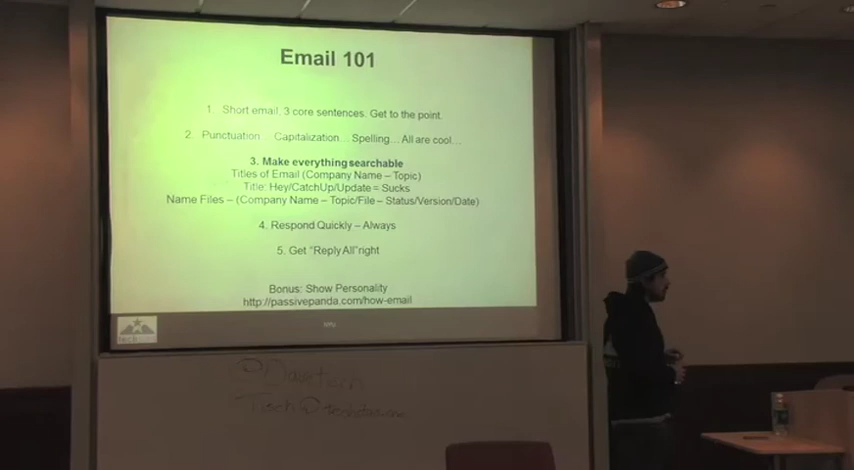 Email 101
1. Short email, 3 core sentences. Get to the point.
2. Punctuation... Capitalization... Spelling... All are cool...
3. Make everything searchable
Titles of Email (Company Name – Topic)
Title: Hey/CatchUp/Update = Sucks
Name Files – (Company Name – Topic/File – Status/Version/Date)
4. Respond Quickly – Always
5. Get "Reply All" right
Bonus: Show Personality
http://passivepanda.com/how-email